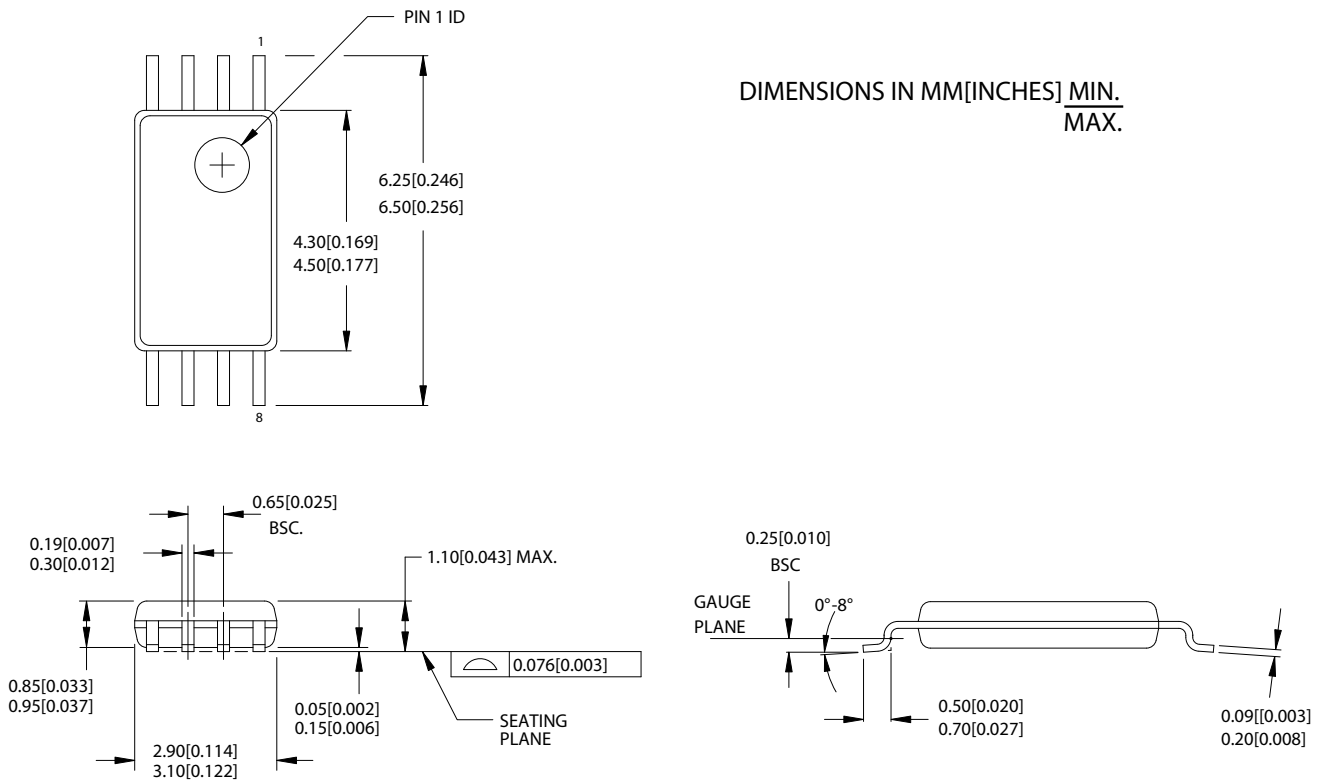 PIN 1 ID
1
DIMENSIONS IN MM[INCHES] MIN.
MAX.
6.25[0.246]
6.50[0.256]
4.30[0.169]
4.50[0.177]
8
0.65[0.025]
BSC.
0.19[0.007]
0.30[0.012]
1.10[0.043] MAX.
0.25[0.010]
BSC
GAUGE
PLANE
0°-8°
0.076[0.003]
0.85[0.033]
0.95[0.037]
0.05[0.002]
0.15[0.006]
SEATING
PLANE
0.50[0.020]
0.70[0.027]
0.09[[0.003]
0.20[0.008]
2.90[0.114]
3.10[0.122]